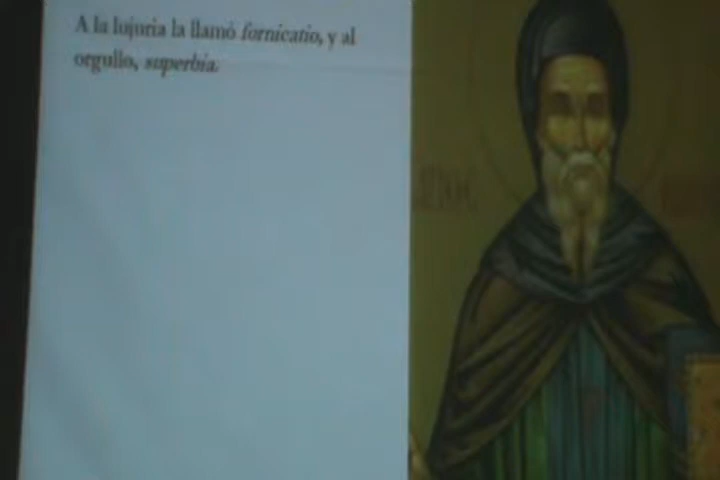 A la lujuria la llamó fornicatio, y al
orgullo, superbia.